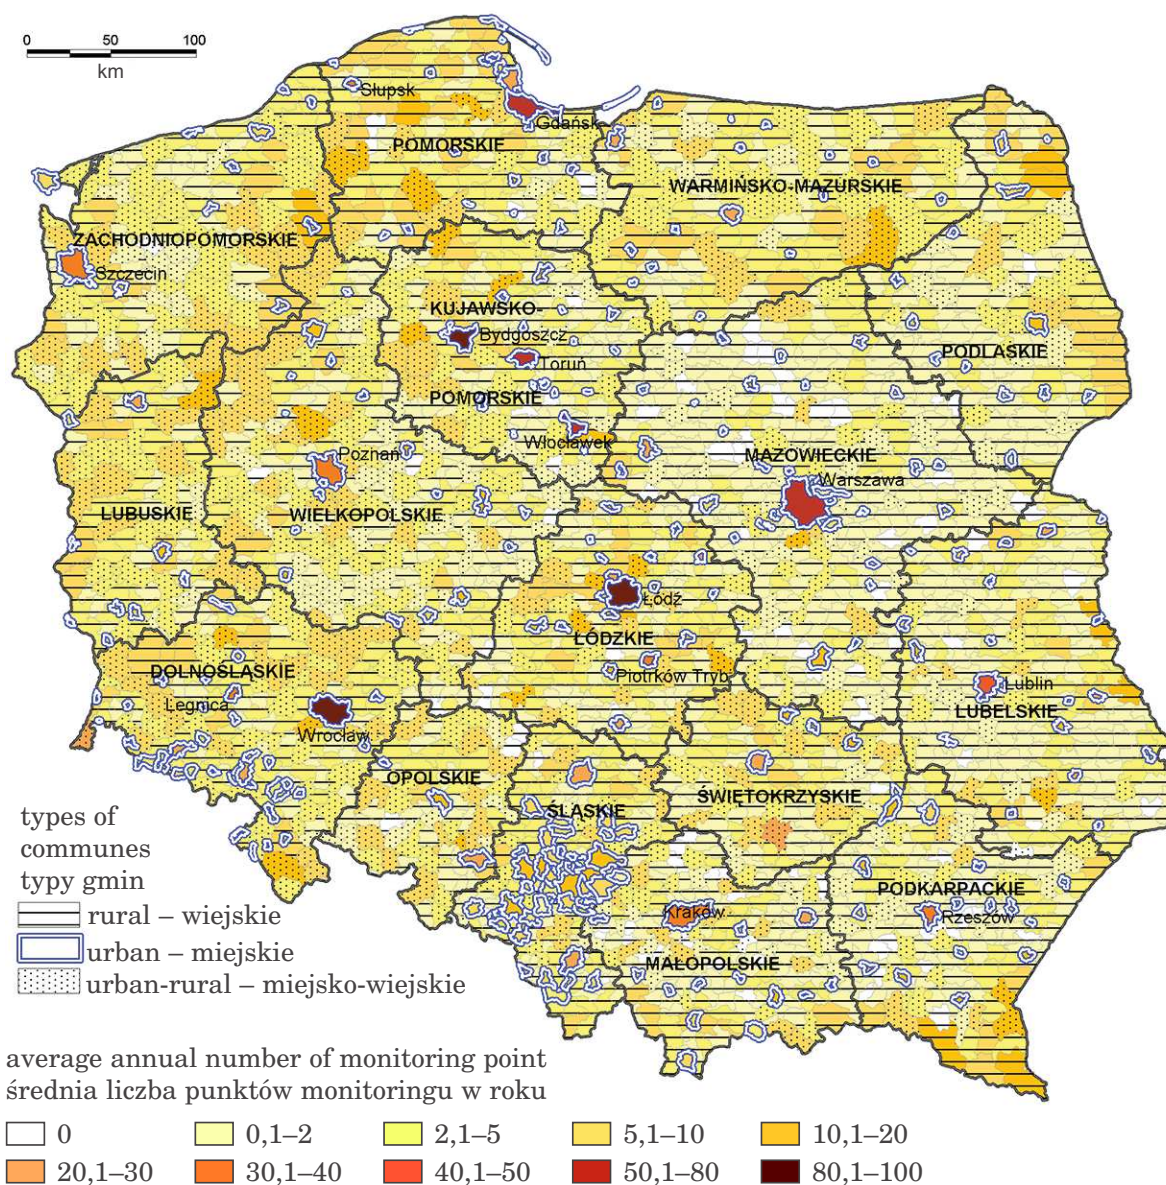 0 50 100
km
Słupsk
Gdańsk
POMORSKIE
WARMIŃSKO-MAZURSKIE
ZACHODNIOPOMORSKIE
Szczecin
KUJAWSKO-
Bydgoszcz
Toruń
PODLASKIE
POMORSKIE
Włocławek
Poznań
MAZOWIECKIE
Warszawa
LUBUSKIE
WIELKOPOLSKIE
Łódź
ŁÓDZKIE
DOLNOŚLĄSKIE
Piotrków Tryb.
Legnica
Lublin
LUBELSKIE
Wrocław
OPOLSKIE
ŚWIĘTOKRZYSKIE
ŚLĄSKIE
PODKARPACKIE
Kraków
Rzeszów
MAŁOPOLSKIE
types of
communes
typy gmin
rural – wiejskie
urban – miejskie
urban-rural – miejsko-wiejskie
average annual number of monitoring point
średnia liczba punktów monitoringu w roku
0 0,1–2 2,1–5 5,1–10 10,1–20
20,1–30 30,1–40 40,1–50 50,1–80 80,1–100